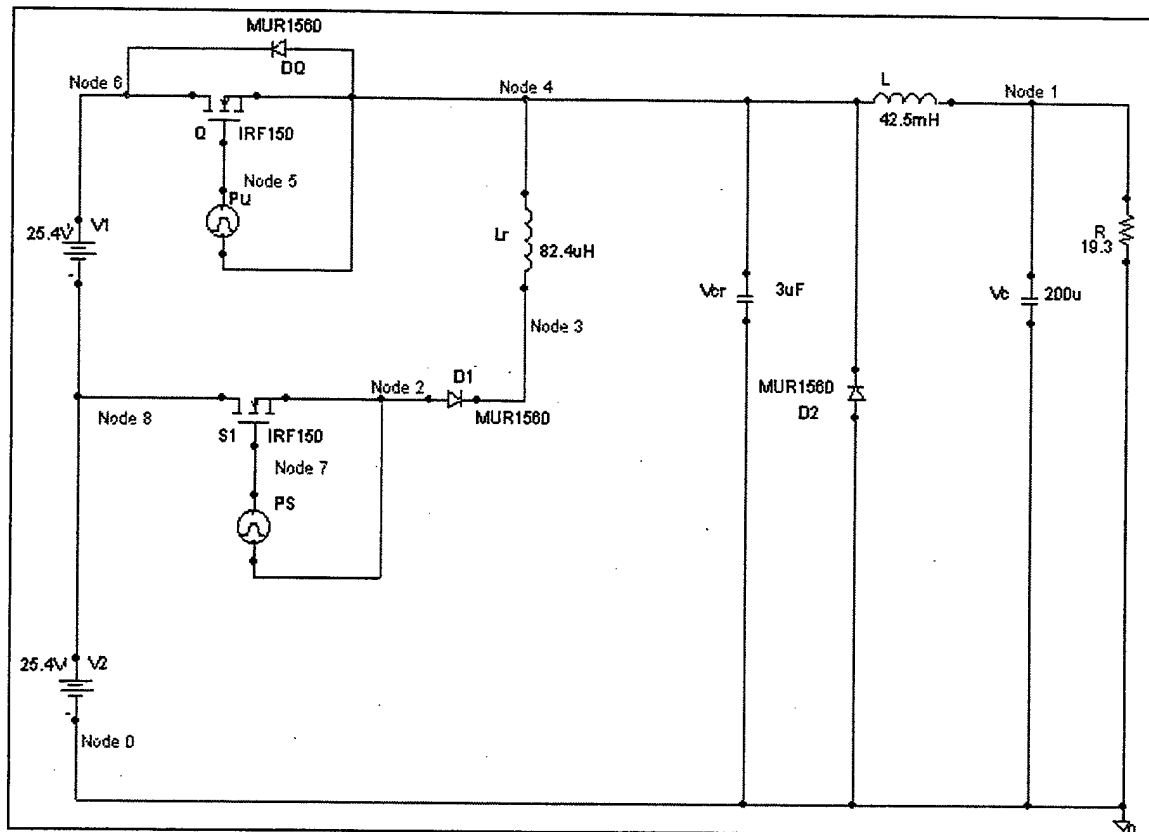 MUR1560
DQ
Node 6
Node 4
L
Node 1
42.5mH
Q
IRF150
Node 5
PQ
V1
25.4V
Lr
82.4uH
R
19.3
Vcr
3uF
Vc
200u
Node 3
D1
Node 2
MUR1560
D2
Node 8
S1
IRF150
MUR1560
Node 7
PS
25.4V
V2
Node 0
0